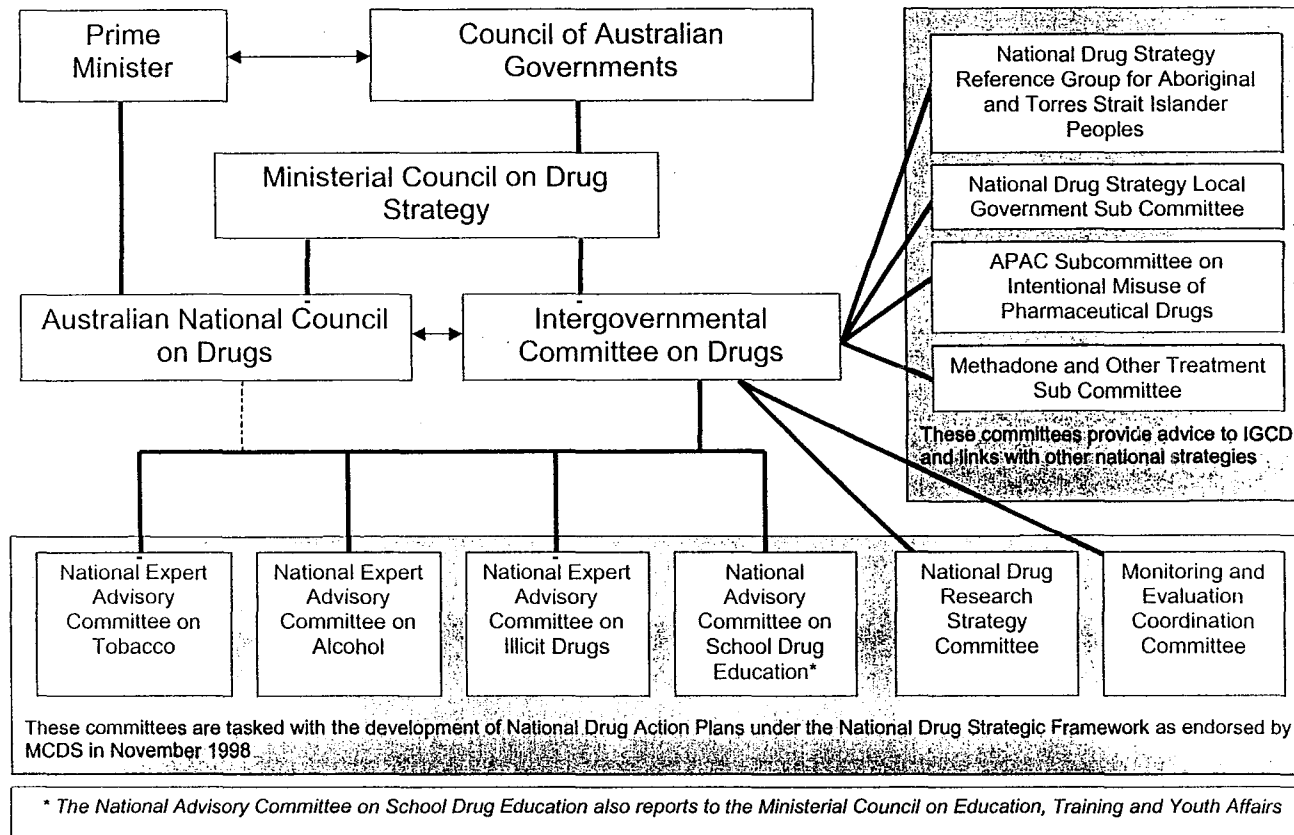 Prime
Minister
Council of Australian
Governments
Ministerial Council on Drug
Strategy
Australian National Council
on Drugs
Intergovernmental
Committee on Drugs
National Drug Strategy
Reference Group for Aboriginal
and Torres Strait Islander
Peoples
National Drug Strategy Local
Government Sub Committee
APAC Subcommittee on
Intentional Misuse of
Pharmaceutical Drugs
Methadone and Other Treatment
Sub Committee
These committees provide advice to IGCD
and links with other national strategies
National Expert
Advisory
Committee on
Tobacco
National Expert
Advisory
Committee on
Alcohol
National Expert
Advisory
Committee on
Illicit Drugs
National
Advisory
Committee on
School Drug
Education*
National Drug
Research
Strategy
Committee
Monitoring and
Evaluation
Coordination
Committee
These committees are tasked with the development of National Drug Action Plans under the National Drug Strategic Framework as endorsed by
MCDS in November 1998
* The National Advisory Committee on School Drug Education also reports to the Ministerial Council on Education, Training and Youth Affairs